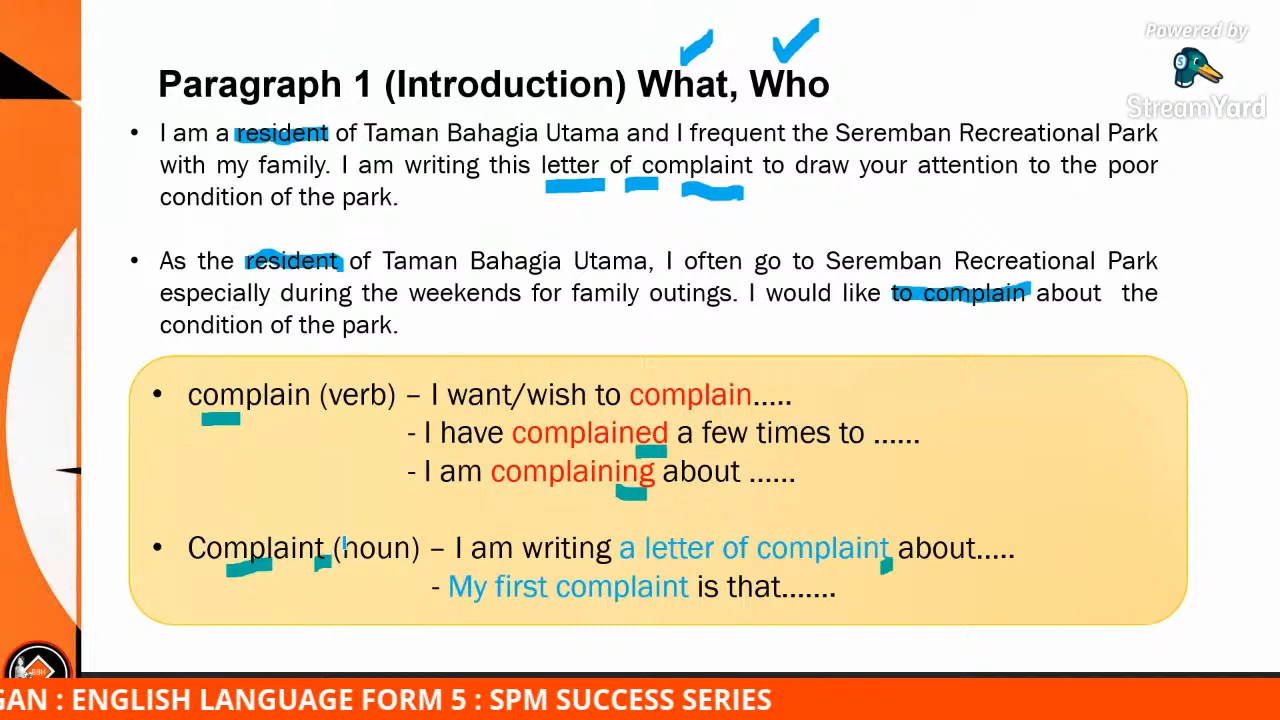 Powered by
StreamYard
Paragraph 1 (Introduction) What, Who
• I am a resident of Taman Bahagia Utama and I frequent the Seremban Recreational Park
with my family. I am writing this letter of complaint to draw your attention to the poor
condition of the park.
• As the resident of Taman Bahagia Utama, I often go to Seremban Recreational Park
especially during the weekends for family outings. I would like to complain about the
condition of the park.
• complain (verb) – I want/wish to complain.....
- I have complained a few times to ......
- I am complaining about ......
• Complaint (noun) – I am writing a letter of complaint about.....
- My first complaint is that.......
GAN : ENGLISH LANGUAGE FORM 5 : SPM SUCCESS SERIES